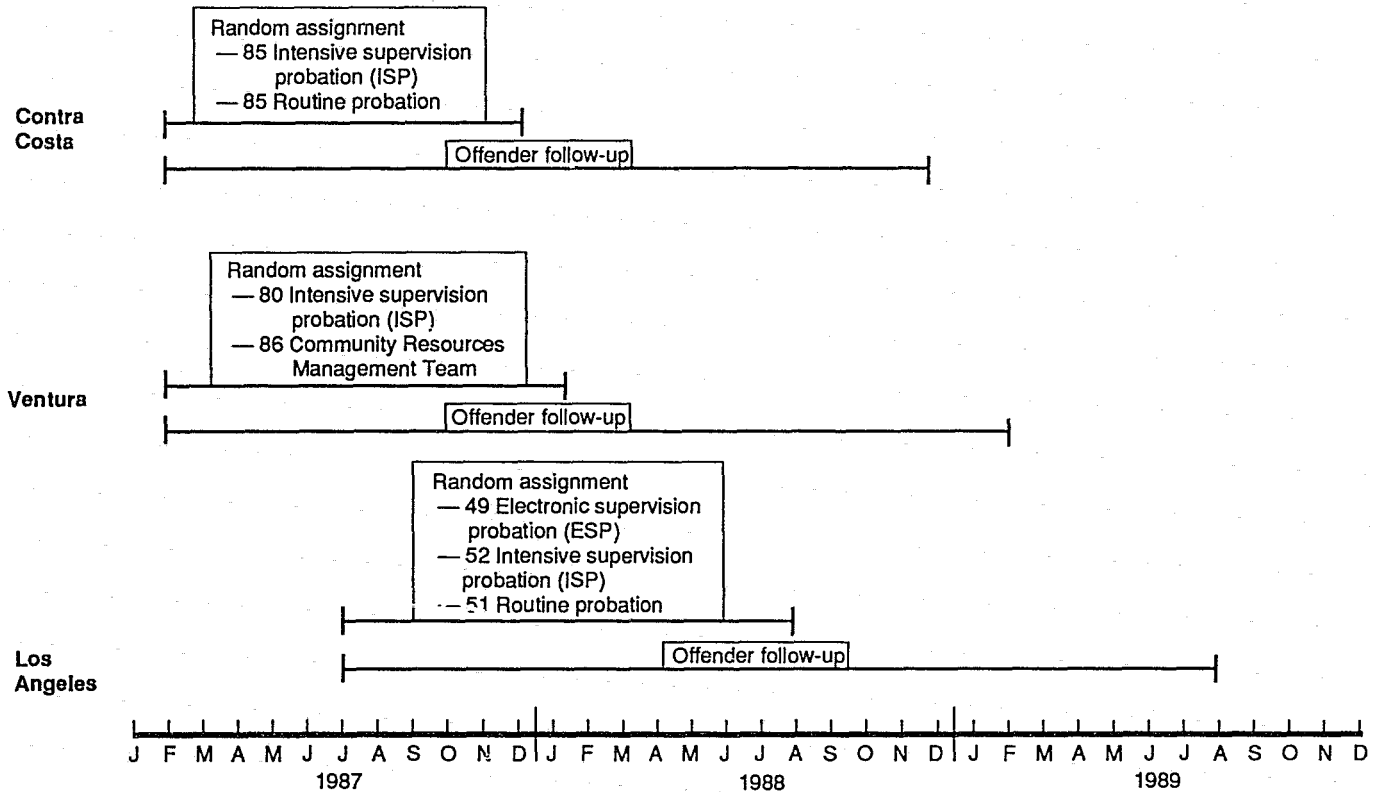 Contra
Costa
Random assignment
— 85 Intensive supervision
probation (ISP)
— 85 Routine probation
Offender follow-up
Ventura
Random assignment
— 80 Intensive supervision
probation (ISP)
— 86 Community Resources
Management Team
Offender follow-up
Los
Angeles
Random assignment
— 49 Electronic supervision
probation (ESP)
— 52 Intensive supervision
probation (ISP)
— 51 Routine probation
Offender follow-up
J F M A M J J A S O N D J F M A M J J A S O N D J F M A M J J A S O N D
1987 1988 1989